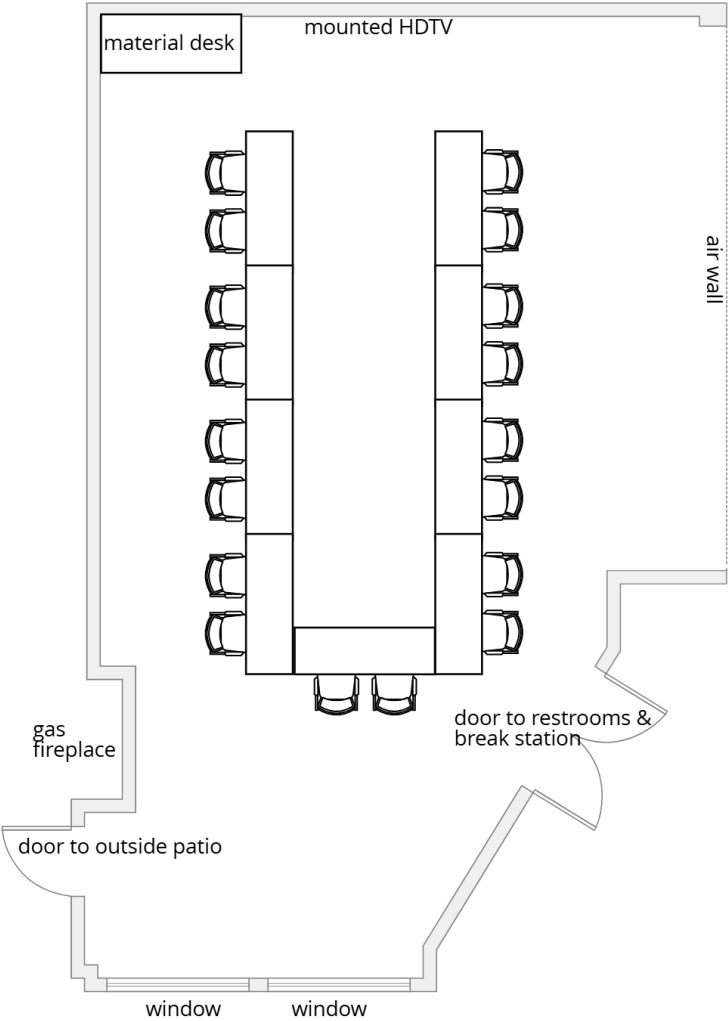 mounted HDTV
material desk
air wall
door to restrooms &
break station
gas
fireplace
door to outside patio
window
window